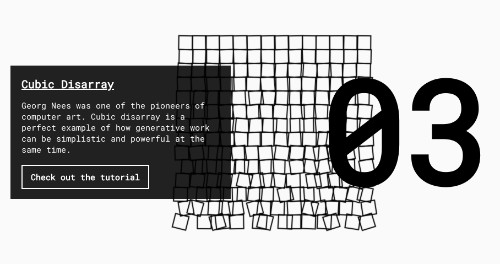 Cubic Disarray
Georg Nees was one of the pioneers of
computer art. Cubic disarray is a
perfect example of how generative work
can be simplistic and powerful at the
same time.
Check out the tutorial
03